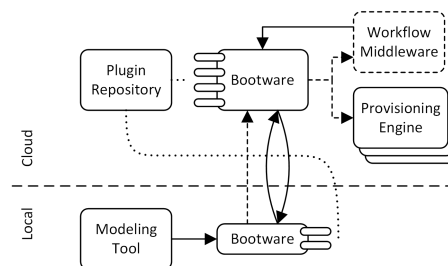 Workflow
Middleware
Plugin
Repository
Bootware
Provisioning
Engine
Cloud
Local
Modeling
Tool
Bootware